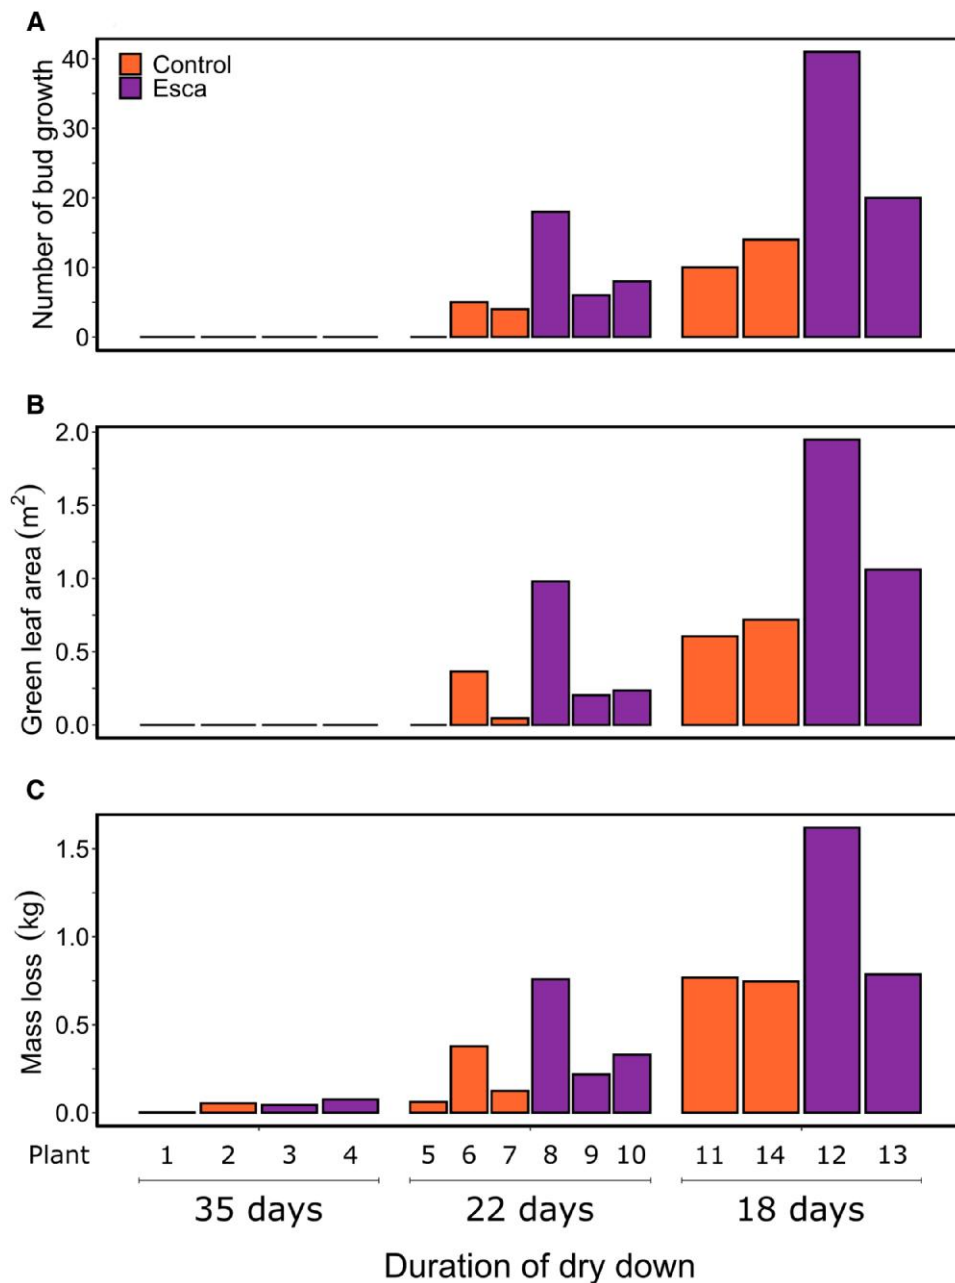 A
Control
Esca
Number of bud growth
40
30
20
10
0
B
Green leaf area (m²)
2.0
1.5
1.0
0.5
0.0
C
Mass loss (kg)
1.5
1.0
0.5
0.0
Plant 1 2 3 4 5 6 7 8 9 10 11 14 12 13
35 days 22 days 18 days
Duration of dry down